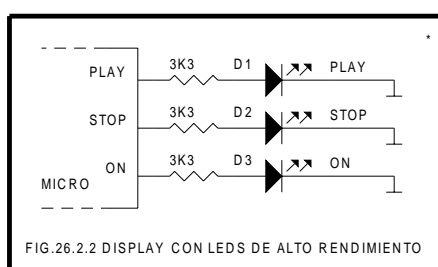 *
PLAY 3K3 D1 PLAY
STOP 3K3 D2 STOP
ON 3K3 D3 ON
MICRO
FIG.26.2.2 DISPLAY CON LEDS DE ALTO RENDIMIENTO